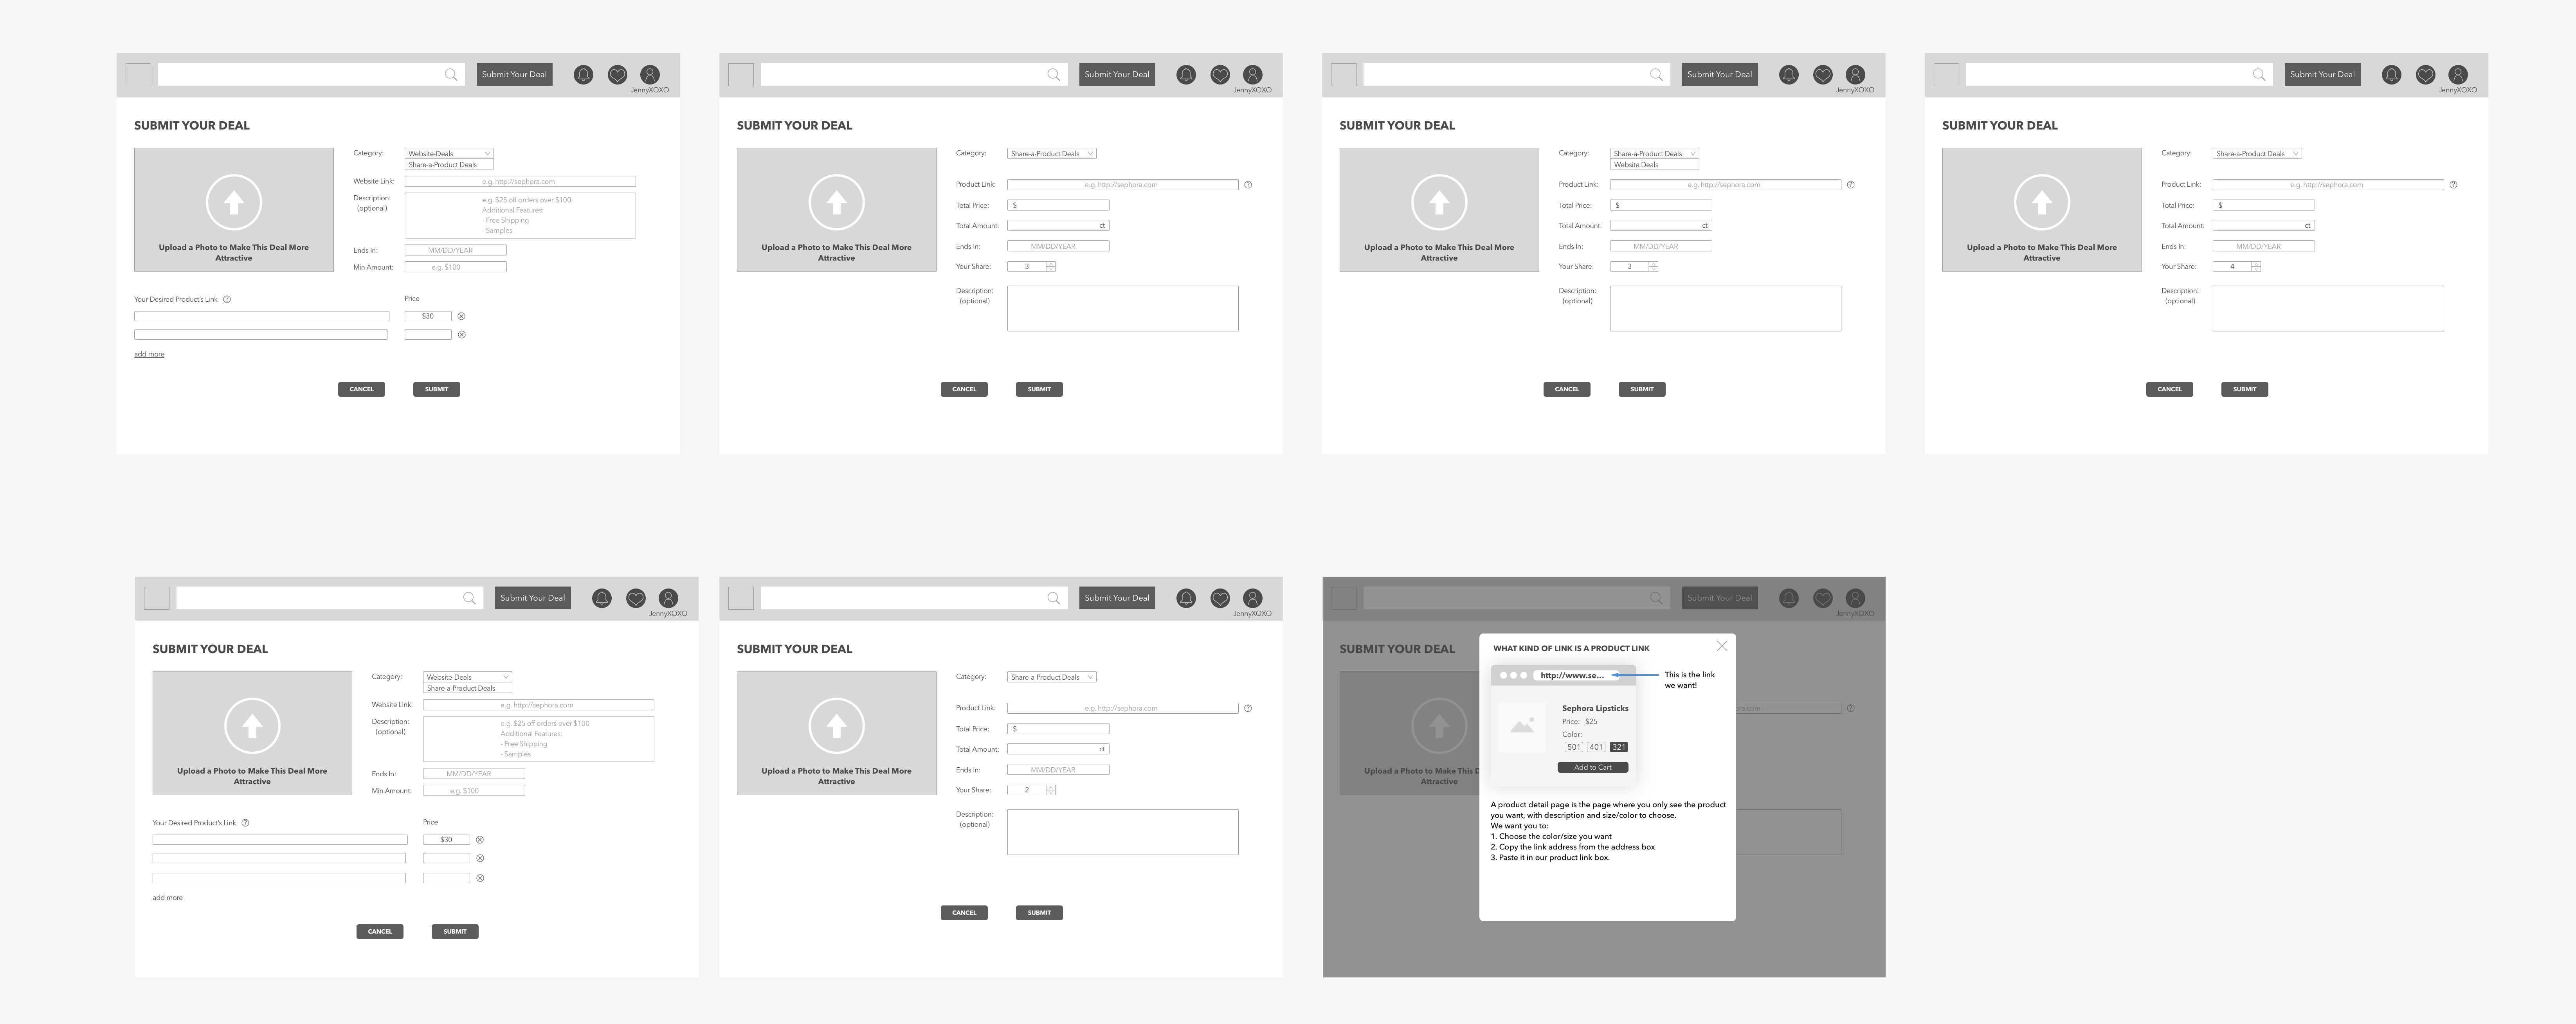 Submit Your Deal
JennyXOXO
SUBMIT YOUR DEAL
Upload a Photo to Make This Deal More
Attractive
Category:
Website-Deals
Share-a-Product Deals
Website Link:
e.g. http://sephora.com
Description:
(optional)
e.g. $25 off orders over $100
Additional Features:
- Free Shipping
- Samples
Ends In:
MM/DD/YEAR
Min Amount:
e.g. $100
Your Desired Product's Link ?
Price
$30
add more
CANCEL
SUBMIT
Submit Your Deal
JennyXOXO
SUBMIT YOUR DEAL
Upload a Photo to Make This Deal More
Attractive
Category:
Share-a-Product Deals
Product Link:
e.g. http://sephora.com ?
Total Price:
$
Total Amount:
ct
Ends In:
MM/DD/YEAR
Your Share:
3
Description:
(optional)
CANCEL
SUBMIT
Submit Your Deal
JennyXOXO
SUBMIT YOUR DEAL
Upload a Photo to Make This Deal More
Attractive
Category:
Share-a-Product Deals
Website Deals
Product Link:
e.g. http://sephora.com ?
Total Price:
$
Total Amount:
ct
Ends In:
MM/DD/YEAR
Your Share:
3
Description:
(optional)
CANCEL
SUBMIT
Submit Your Deal
JennyXOXO
SUBMIT YOUR DEAL
Upload a Photo to Make This Deal More
Attractive
Category:
Share-a-Product Deals
Product Link:
e.g. http://sephora.com ?
Total Price:
$
Total Amount:
ct
Ends In:
MM/DD/YEAR
Your Share:
4
Description:
(optional)
CANCEL
SUBMIT
Submit Your Deal
JennyXOXO
SUBMIT YOUR DEAL
Upload a Photo to Make This Deal More
Attractive
Category:
Website-Deals
Share-a-Product Deals
Website Link:
e.g. http://sephora.com
Description:
(optional)
e.g. $25 off orders over $100
Additional Features:
- Free Shipping
- Samples
Ends In:
MM/DD/YEAR
Min Amount:
e.g. $100
Your Desired Product's Link ?
Price
$30
add more
CANCEL
SUBMIT
Submit Your Deal
JennyXOXO
SUBMIT YOUR DEAL
Upload a Photo to Make This Deal More
Attractive
Category:
Share-a-Product Deals
Product Link:
e.g. http://sephora.com ?
Total Price:
$
Total Amount:
ct
Ends In:
MM/DD/YEAR
Your Share:
2
Description:
(optional)
CANCEL
SUBMIT
Submit Your Deal
JennyXOXO
SUBMIT YOUR DEAL
Upload a Photo to Make This D
Attractive
?
WHAT KIND OF LINK IS A PRODUCT LINK
http://www.se...
This is the link
we want!
Sephora Lipsticks
Price: $25
Color:
501 401 321
Add to Cart
A product detail page is the page where you only see the product
you want, with description and size/color to choose.
We want you to:
1. Choose the color/size you want
2. Copy the link address from the address box
3. Paste it in our product link box.